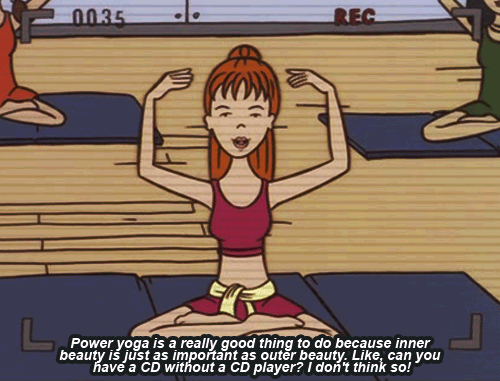 0035 REC
Power yoga is a really good thing to do because inner
beauty is just as important as outer beauty. Like, can you
have a CD without a CD player? I don't think so!